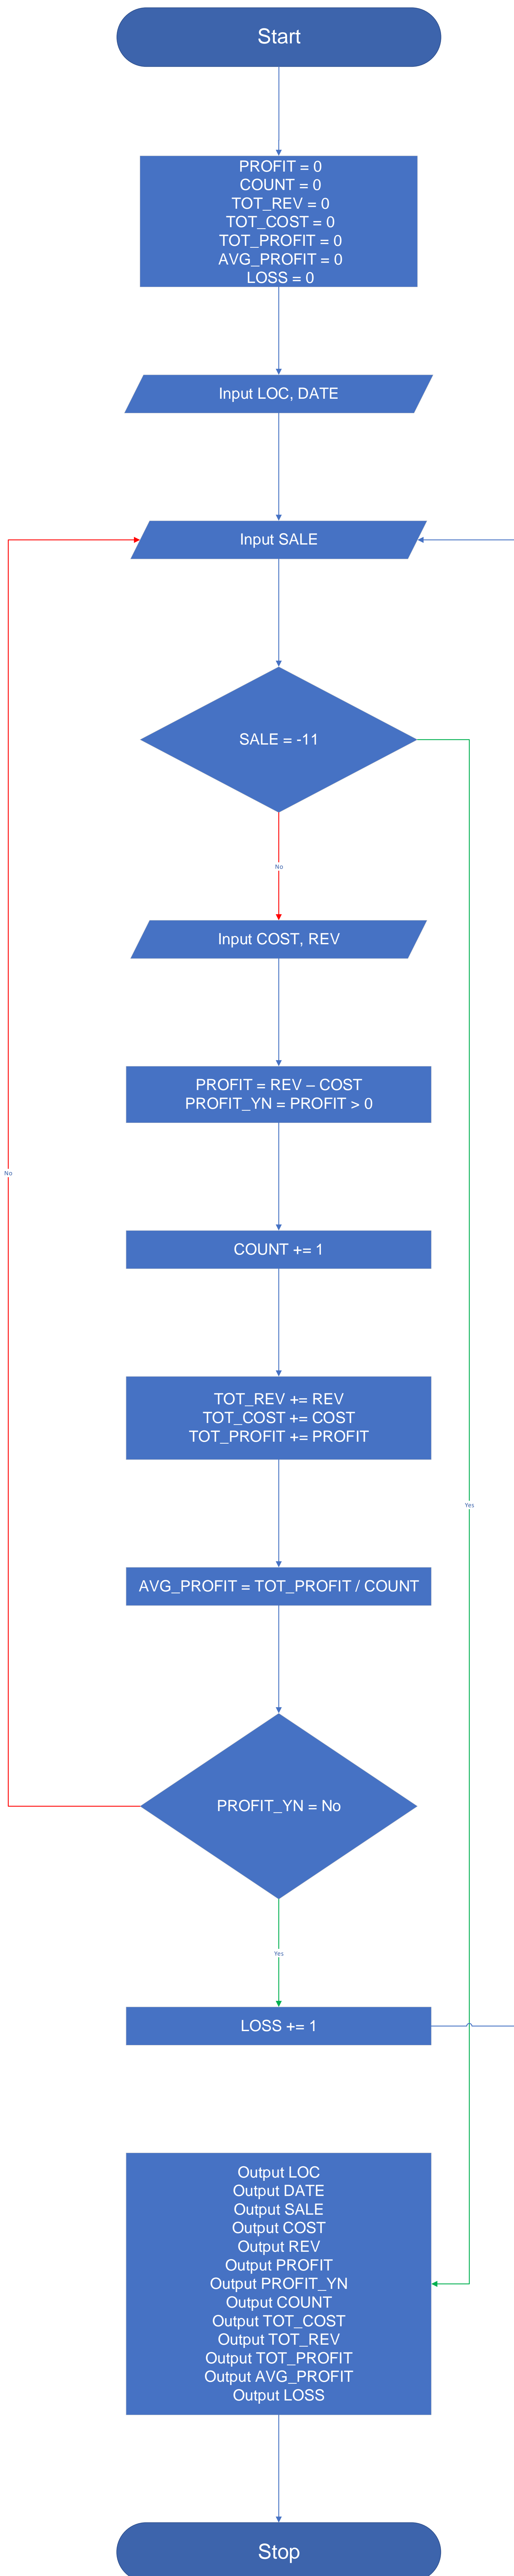 Start
PROFIT = 0
COUNT = 0
TOT_REV = 0
TOT_COST = 0
TOT_PROFIT = 0
AVG_PROFIT = 0
LOSS = 0
Input LOC, DATE
Input SALE
SALE = -11
No
Input COST, REV
PROFIT = REV – COST
PROFIT_YN = PROFIT > 0
No
COUNT += 1
TOT_REV += REV
TOT_COST += COST
TOT_PROFIT += PROFIT
Yes
AVG_PROFIT = TOT_PROFIT / COUNT
PROFIT_YN = No
Yes
LOSS += 1
Output LOC
Output DATE
Output SALE
Output COST
Output REV
Output PROFIT
Output PROFIT_YN
Output COUNT
Output TOT_COST
Output TOT_REV
Output TOT_PROFIT
Output AVG_PROFIT
Output LOSS
Stop